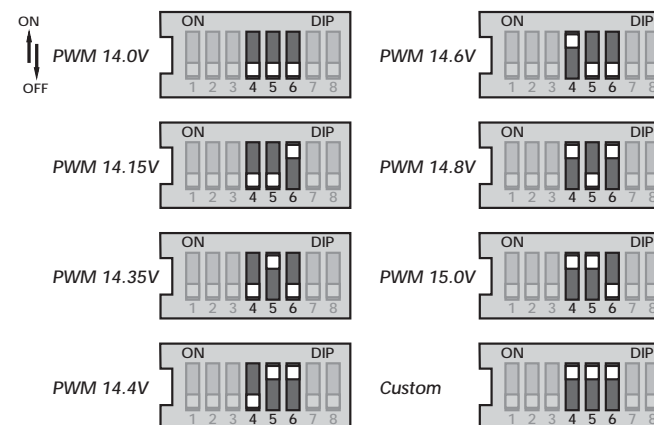 ON
OFF
PWM 14.0V
ON DIP
1 2 3 4 5 6 7 8
PWM 14.15V
ON DIP
1 2 3 4 5 6 7 8
PWM 14.35V
ON DIP
1 2 3 4 5 6 7 8
PWM 14.4V
ON DIP
1 2 3 4 5 6 7 8
PWM 14.6V
ON DIP
1 2 3 4 5 6 7 8
PWM 14.8V
ON DIP
1 2 3 4 5 6 7 8
PWM 15.0V
ON DIP
1 2 3 4 5 6 7 8
Custom
ON DIP
1 2 3 4 5 6 7 8